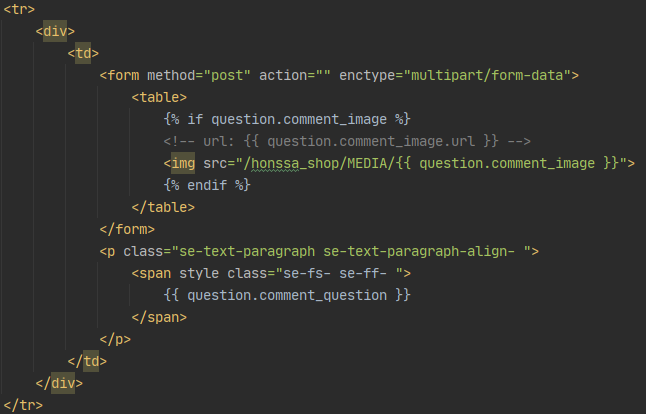 <tr>
<div>
<td>
<form method="post" action="" enctype="multipart/form-data">
<table>
{% if question.comment_image %}
<!-- url: {{ question.comment_image.url }} -->
<img src="/honssa_shop/MEDIA/{{ question.comment_image }}">
{% endif %}
</table>
</form>
<p class="se-text-paragraph se-text-paragraph-align- ">
<span style class="se-fs- se-ff- ">
{{ question.comment_question }}
</span>
</p>
</td>
</div>
</tr>